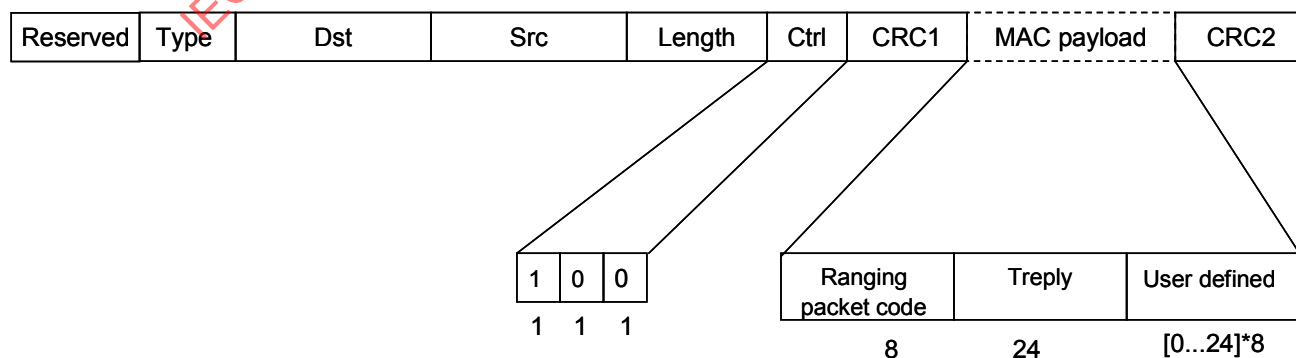 IEC
Reserved Type Dst Src Length Ctrl CRC1 MAC payload CRC2
1 0 0
1 1 1
Ranging packet code Treply User defined
8 24 [0...24]*8